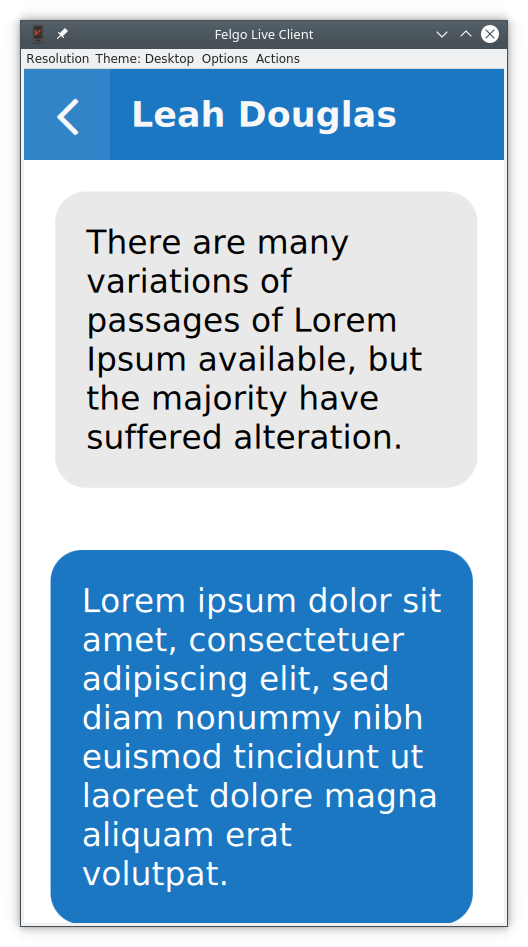 Felgo Live Client
Resolution Theme: Desktop Options Actions
Leah Douglas
There are many
variations of
passages of Lorem
Ipsum available, but
the majority have
suffered alteration.
Lorem ipsum dolor sit
amet, consectetuer
adipiscing elit, sed
diam nonummy nibh
euismod tincidunt ut
laoreet dolore magna
aliquam erat
volutpat.